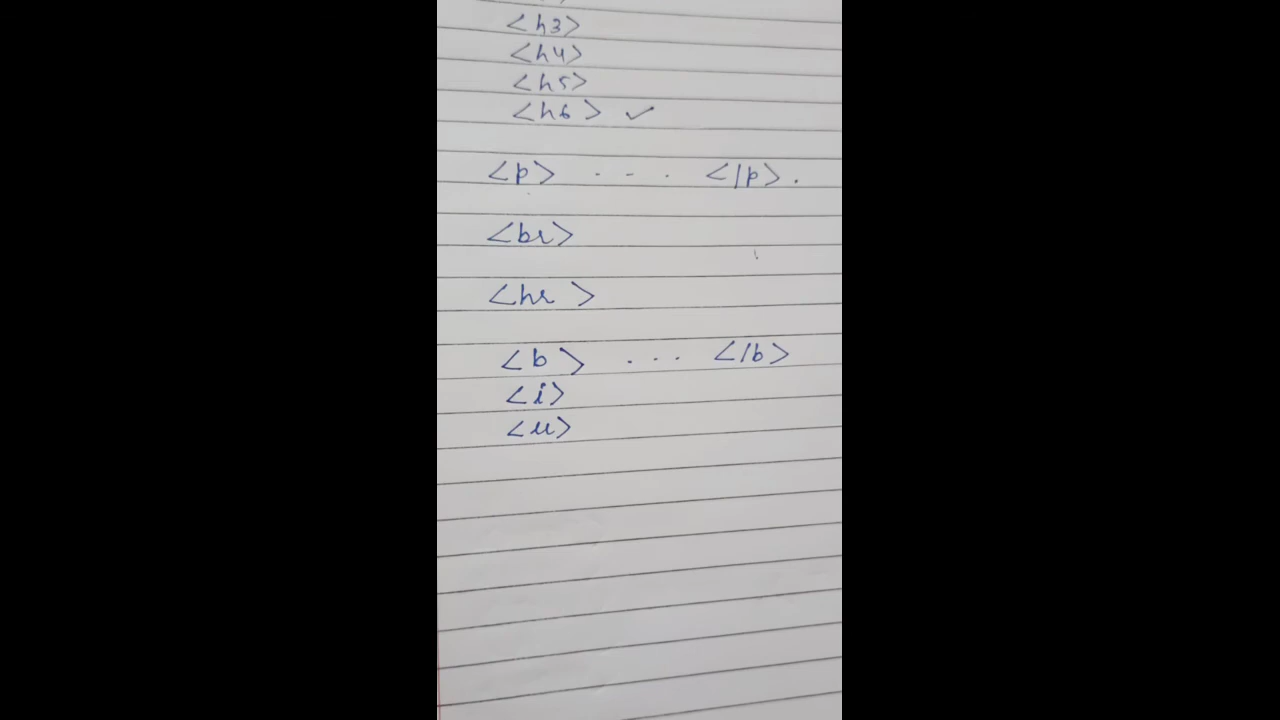 <h3>
<h4>
<h5>
<h6> ✓
<p> . - . </p>.
<br>
<hr>
<b> . . . </b>
<i>
<u>